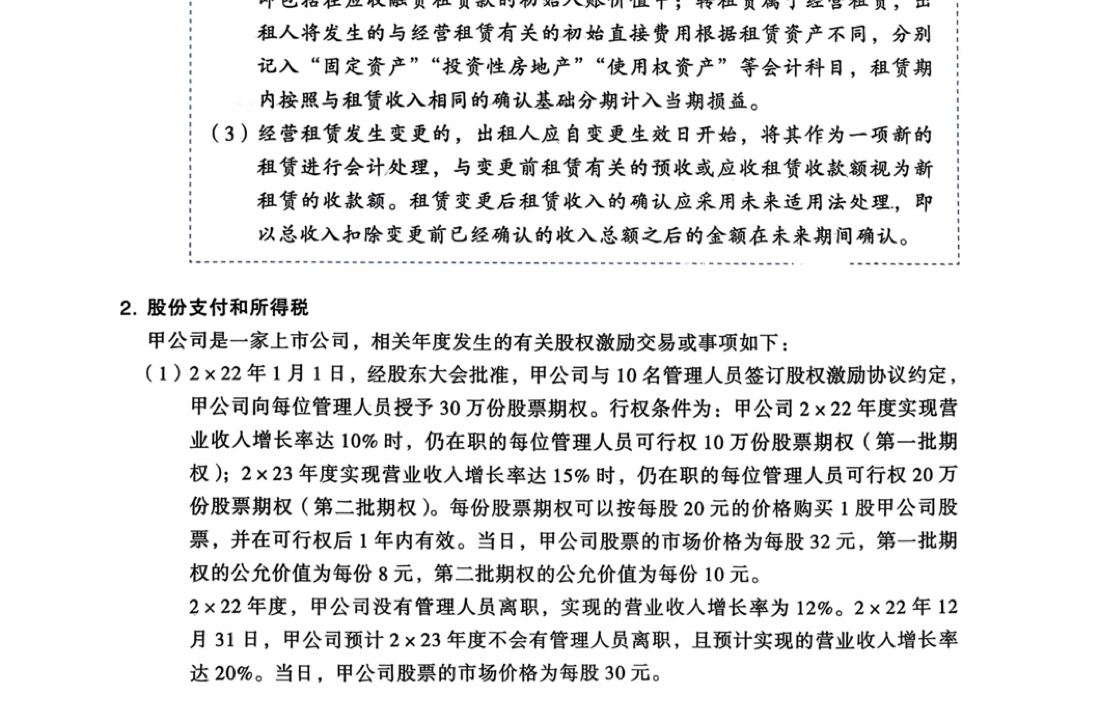 即包括在应收融资租赁款的初始入账价值中；转租赁属于经营租赁，出
租人将发生的与经营租赁有关的初始直接费用根据租赁资产不同，分别
记入“固定资产”“投资性房地产”“使用权资产”等会计科目，租赁期
内按照与租赁收入相同的确认基础分期计入当期损益。
（3）经营租赁发生变更的，出租人应自变更生效日开始，将其作为一项新的
租赁进行会计处理，与变更前租赁有关的预收或应收租赁收款额视为新
租赁的收款额。租赁变更后租赁收入的确认应采用未来适用法处理，即
以总收入扣除变更前已经确认的收入总额之后的金额在未来期间确认。
2. 股份支付和所得税
甲公司是一家上市公司，相关年度发生的有关股权激励交易或事项如下：
（1）2×22年1月1日，经股东大会批准，甲公司与10名管理人员签订股权激励协议约定，
甲公司向每位管理人员授予30万份股票期权。行权条件为：甲公司2×22年度实现营
业收入增长率达10%时，仍在职的每位管理人员可行权10万份股票期权（第一批期
权）；2×23年度实现营业收入增长率达15%时，仍在职的每位管理人员可行权20万
份股票期权（第二批期权）。每份股票期权可以按每股20元的价格购买1股甲公司股
票，并在可行权后1年内有效。当日，甲公司股票的市场价格为每股32元，第一批期
权的公允价值为每份8元，第二批期权的公允价值为每份10元。
2×22年度，甲公司没有管理人员离职，实现的营业收入增长率为12%。2×22年12
月31日，甲公司预计2×23年度不会有管理人员离职，且预计实现的营业收入增长率
达20%。当日，甲公司股票的市场价格为每股30元。